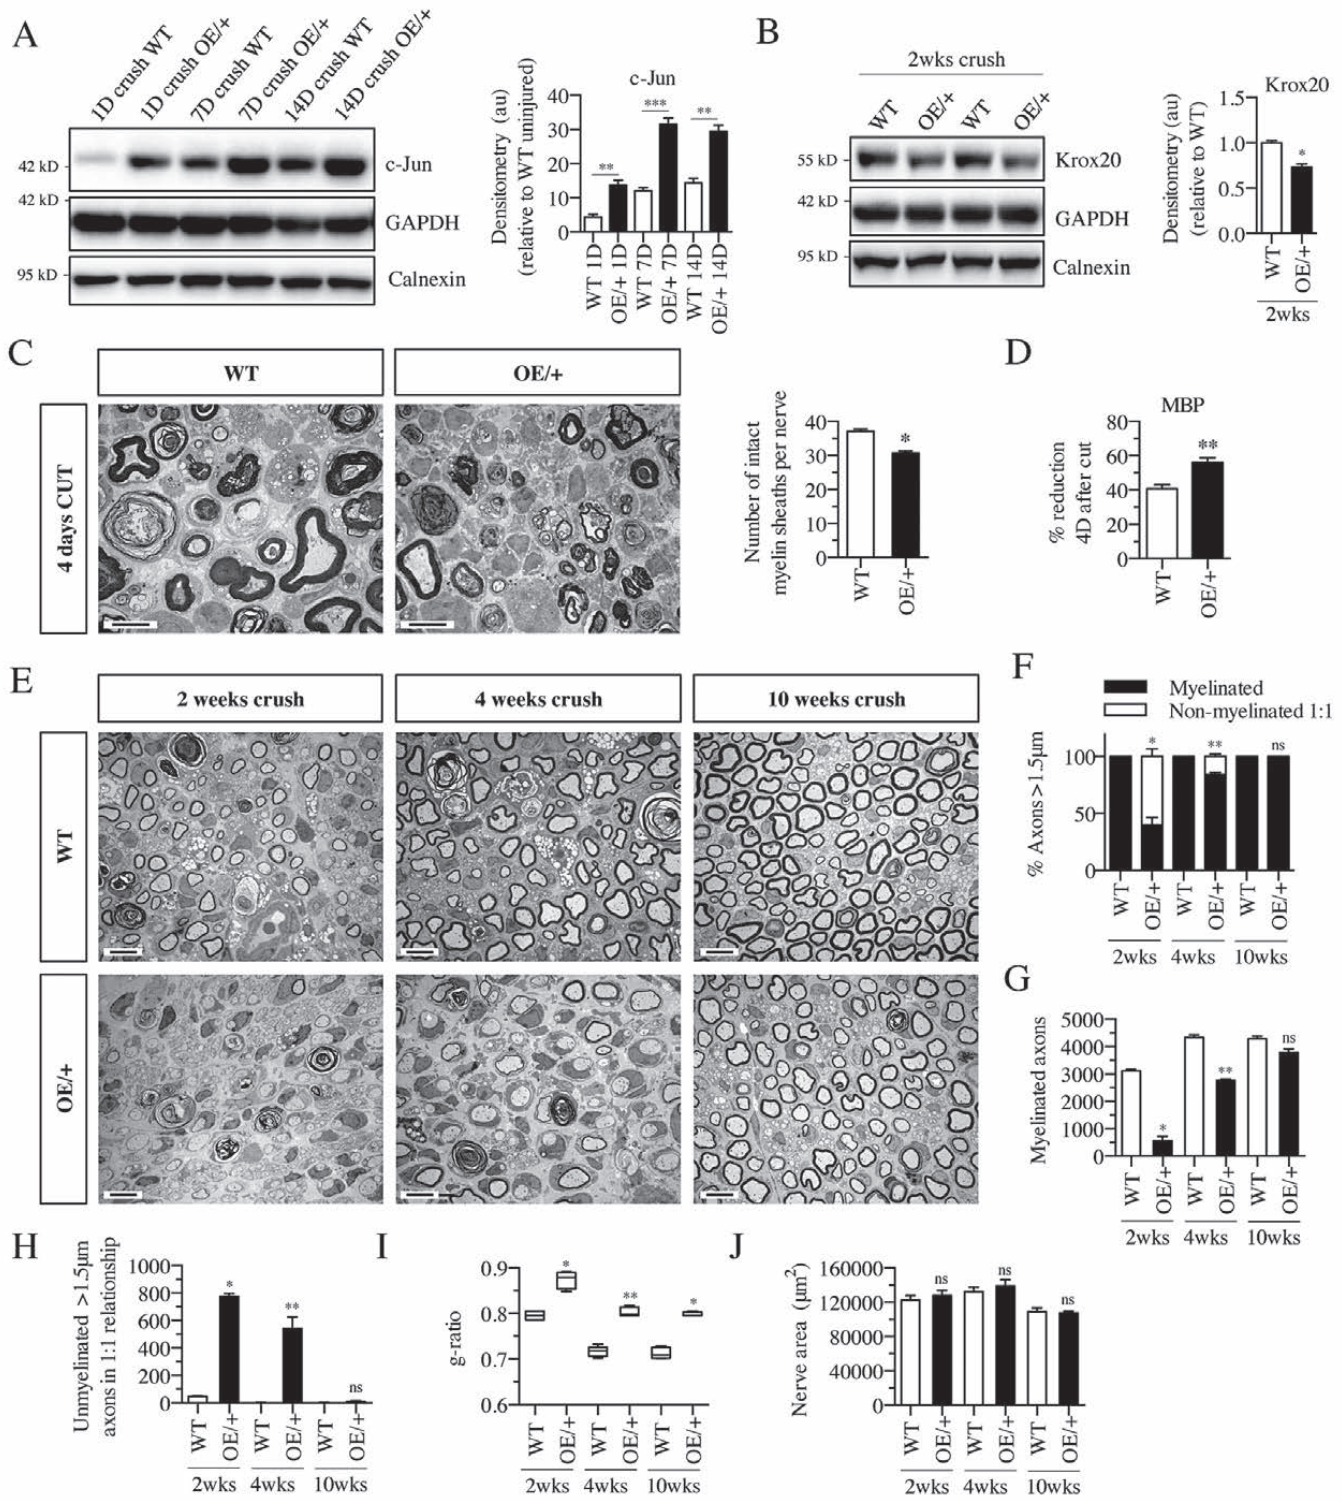 A
1D crush WT
1D crush OE/+
7D crush WT
7D crush OE/+
14D crush WT
14D crush OE/+
42 kD
c-Jun
42 kD
GAPDH
95 kD
Calnexin
c-Jun
Densitometry (au)
(relative to WT uninjured)
40
30
20
10
0
**
***
**
WT 1D
OE/+ 1D
WT 7D
OE/+ 7D
WT 14D
OE/+ 14D
B
2wks crush
WT
OE/+
WT
OE/+
55 kD
Krox20
42 kD
GAPDH
95 kD
Calnexin
Krox20
Densitometry (au)
(relative to WT)
1.5
1.0
0.5
0.0
*
WT
OE/+
2wks
C
WT
OE/+
4 days CUT
Number of intact
myelin sheaths per nerve
40
30
20
10
0
*
WT
OE/+
D
MBP
% reduction
4D after cut
80
60
40
20
0
**
WT
OE/+
E
2 weeks crush
4 weeks crush
10 weeks crush
WT
OE/+
F
Myelinated
Non-myelinated 1:1
% Axons > 1.5μm
100
50
0
*
**
ns
WT
OE/+
WT
OE/+
WT
OE/+
2wks
4wks
10wks
G
Myelinated axons
5000
4000
3000
2000
1000
0
*
**
ns
WT
OE/+
WT
OE/+
WT
OE/+
2wks
4wks
10wks
H
Unmyelinated >1.5μm
axons in 1:1 relationship
1000
800
600
400
200
0
*
**
ns
WT
OE/+
WT
OE/+
WT
OE/+
2wks
4wks
10wks
I
g-ratio
0.9
0.8
0.7
0.6
*
**
*
WT
OE/+
WT
OE/+
WT
OE/+
2wks
4wks
10wks
J
Nerve area (μm²)
160000
120000
80000
40000
0
ns
ns
ns
WT
OE/+
WT
OE/+
WT
OE/+
2wks
4wks
10wks